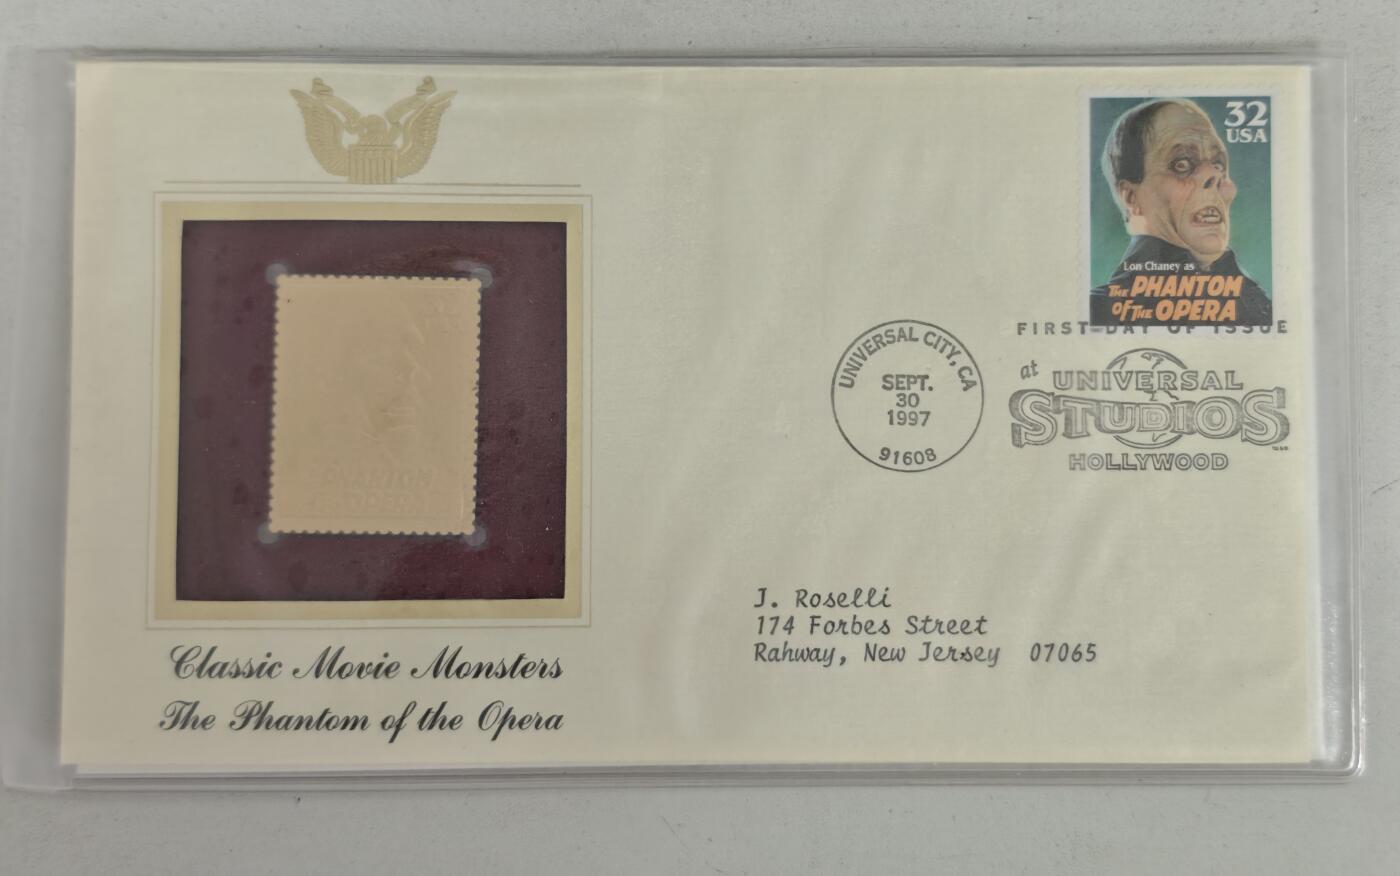 32
USA
Lon Chaney as
THE PHANTOM
OF THE OPERA
FIRST DAY OF ISSUE
at
UNIVERSAL
STUDIOS
HOLLYWOOD
UNIVERSAL CITY, CA
SEPT.
30
1997
91608
J. Roselli
174 Forbes Street
Rahway, New Jersey 07065
Classic Movie Monsters
The Phantom of the Opera